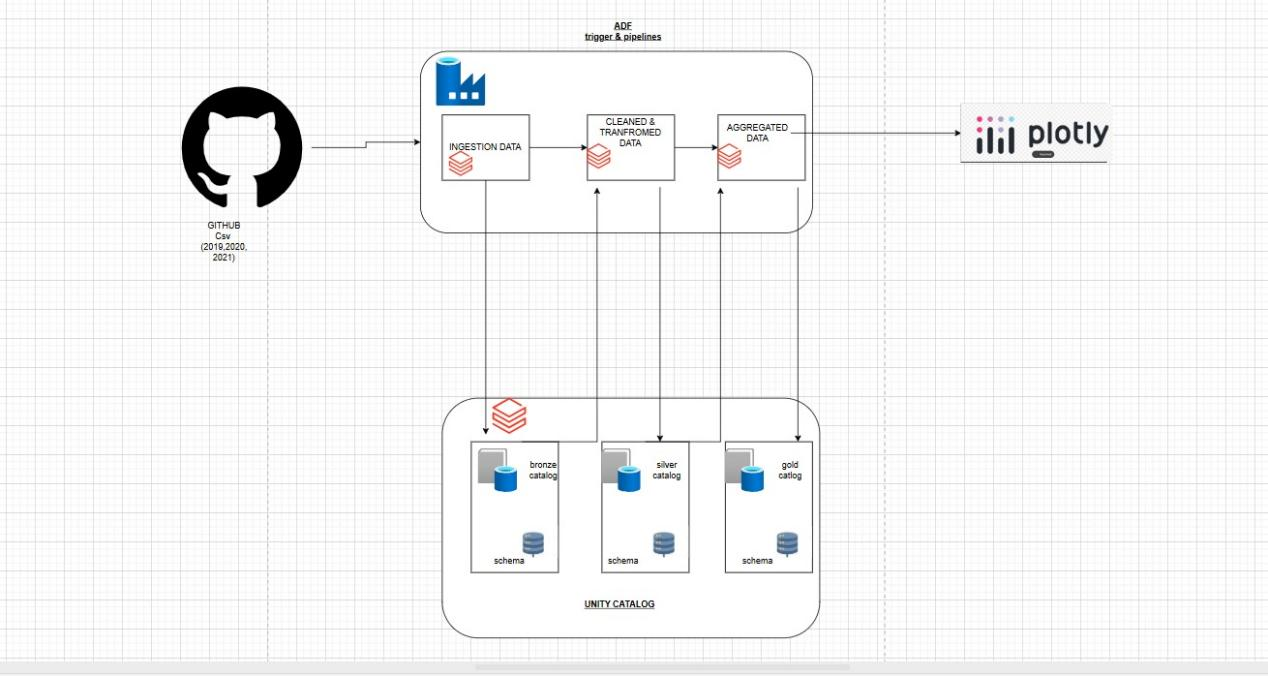 ADF
trigger & pipelines
INGESTION DATA
CLEANED &
TRANFROMED
DATA
AGGREGATED
DATA
plotly
GITHUB
Csv
(2019,2020,
2021)
bronze
catalog
silver
catalog
gold
catlog
schema
schema
schema
UNITY CATALOG